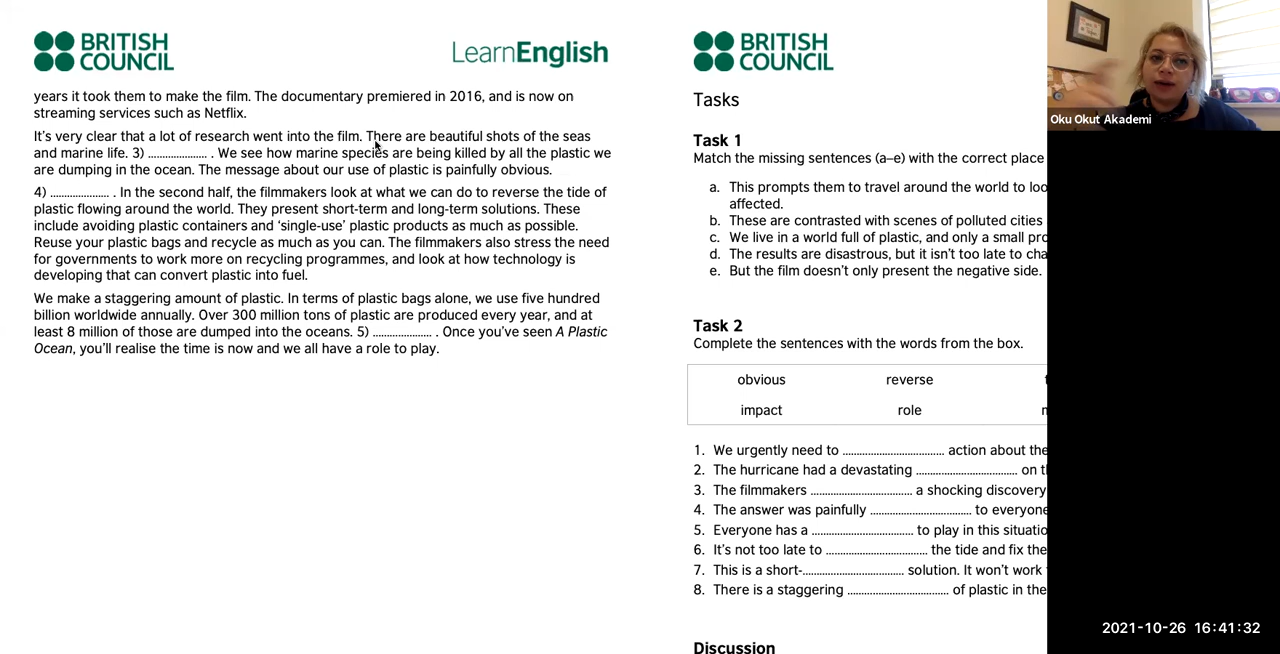 BRITISH
COUNCIL
LearnEnglish
years it took them to make the film. The documentary premiered in 2016, and is now on
streaming services such as Netflix.
It's very clear that a lot of research went into the film. There are beautiful shots of the seas
and marine life. 3) ..................... . We see how marine species are being killed by all the plastic we
are dumping in the ocean. The message about our use of plastic is painfully obvious.
4) ..................... . In the second half, the filmmakers look at what we can do to reverse the tide of
plastic flowing around the world. They present short-term and long-term solutions. These
include avoiding plastic containers and 'single-use' plastic products as much as possible.
Reuse your plastic bags and recycle as much as you can. The filmmakers also stress the need
for governments to work more on recycling programmes, and look at how technology is
developing that can convert plastic into fuel.
We make a staggering amount of plastic. In terms of plastic bags alone, we use five hundred
billion worldwide annually. Over 300 million tons of plastic are produced every year, and at
least 8 million of those are dumped into the oceans. 5) ..................... . Once you've seen A Plastic
Ocean, you'll realise the time is now and we all have a role to play.
BRITISH
COUNCIL
Tasks
Task 1
Match the missing sentences (a–e) with the correct place
a. This prompts them to travel around the world to
affected.
b. These are contrasted with scenes of polluted cities
c. We live in a world full of plastic, and only a small
d. The results are disastrous, but it isn't too late to
e. But the film doesn't only present the negative side.
Task 2
Complete the sentences with the words from the box.
obvious reverse
impact role
1. We urgently need to .................................... action about the
2. The hurricane had a devastating .................................... on
3. The filmmakers .................................... a shocking discovery
4. The answer was painfully .................................... to everyone
5. Everyone has a .................................... to play in this
6. It's not too late to .................................... the tide and fix the
7. This is a short-.................................... solution. It won't work
8. There is a staggering .................................... of plastic in the
Discussion
Oku Okut Akademi
2021-10-26 16:41:32